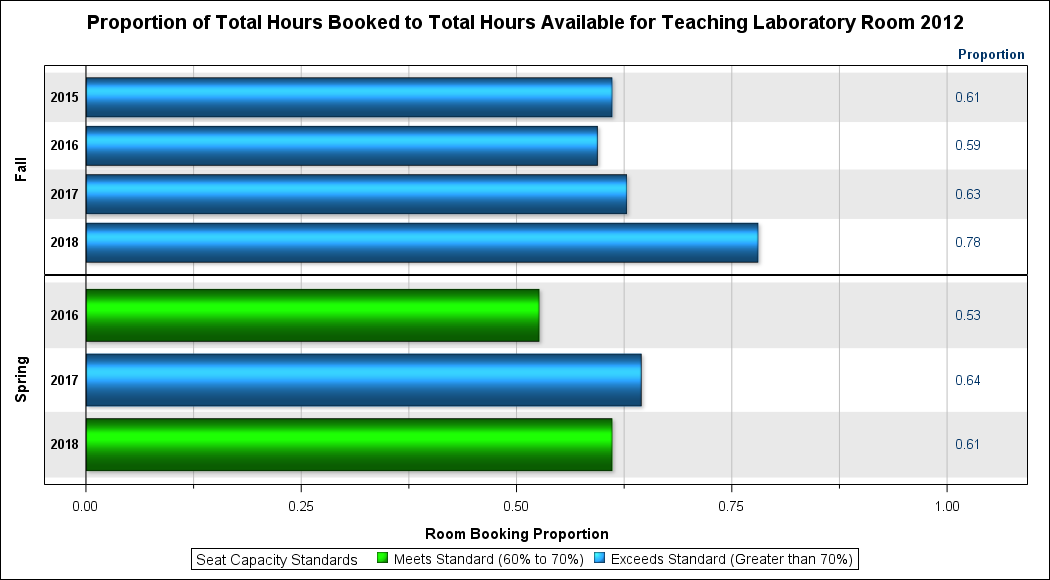 Proportion of Total Hours Booked to Total Hours Available for Teaching Laboratory Room 2012
Proportion
Fall
2015 0.61
2016 0.59
2017 0.63
2018 0.78
Spring
2016 0.53
2017 0.64
2018 0.61
0.00 0.25 0.50 0.75 1.00
Room Booking Proportion
Seat Capacity Standards Meets Standard (60% to 70%) Exceeds Standard (Greater than 70%)